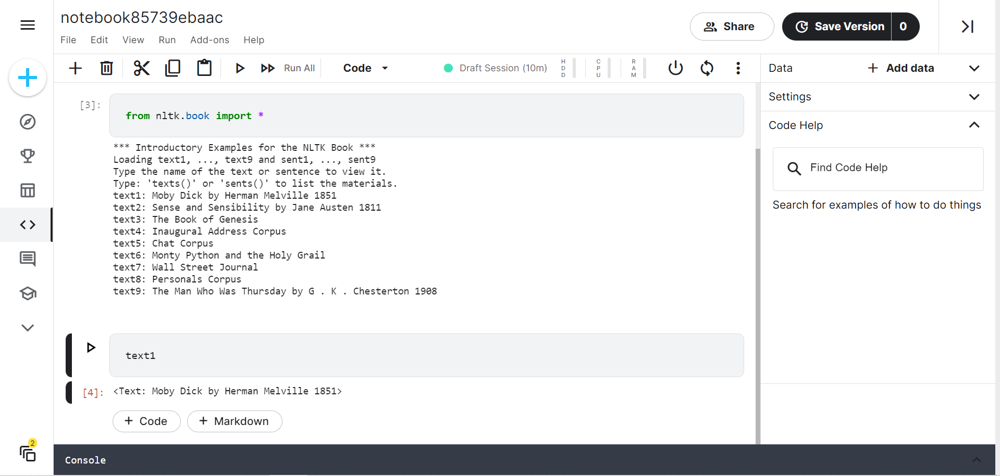 notebook85739ebaac
File Edit View Run Add-ons Help
Share
Save Version 0
Run All
Code
Draft Session (10m)
HDD
CPU
RAM
Data
Add data
Settings
Code Help
Find Code Help
Search for examples of how to do things
[3]:
from nltk.book import *
*** Introductory Examples for the NLTK Book ***
Loading text1, ..., text9 and sent1, ..., sent9
Type the name of the text or sentence to view it.
Type: 'texts()' or 'sents()' to list the materials.
text1: Moby Dick by Herman Melville 1851
text2: Sense and Sensibility by Jane Austen 1811
text3: The Book of Genesis
text4: Inaugural Address Corpus
text5: Chat Corpus
text6: Monty Python and the Holy Grail
text7: Wall Street Journal
text8: Personals Corpus
text9: The Man Who Was Thursday by G . K . Chesterton 1908
text1
[4]: <Text: Moby Dick by Herman Melville 1851>
+ Code + Markdown
2
Console